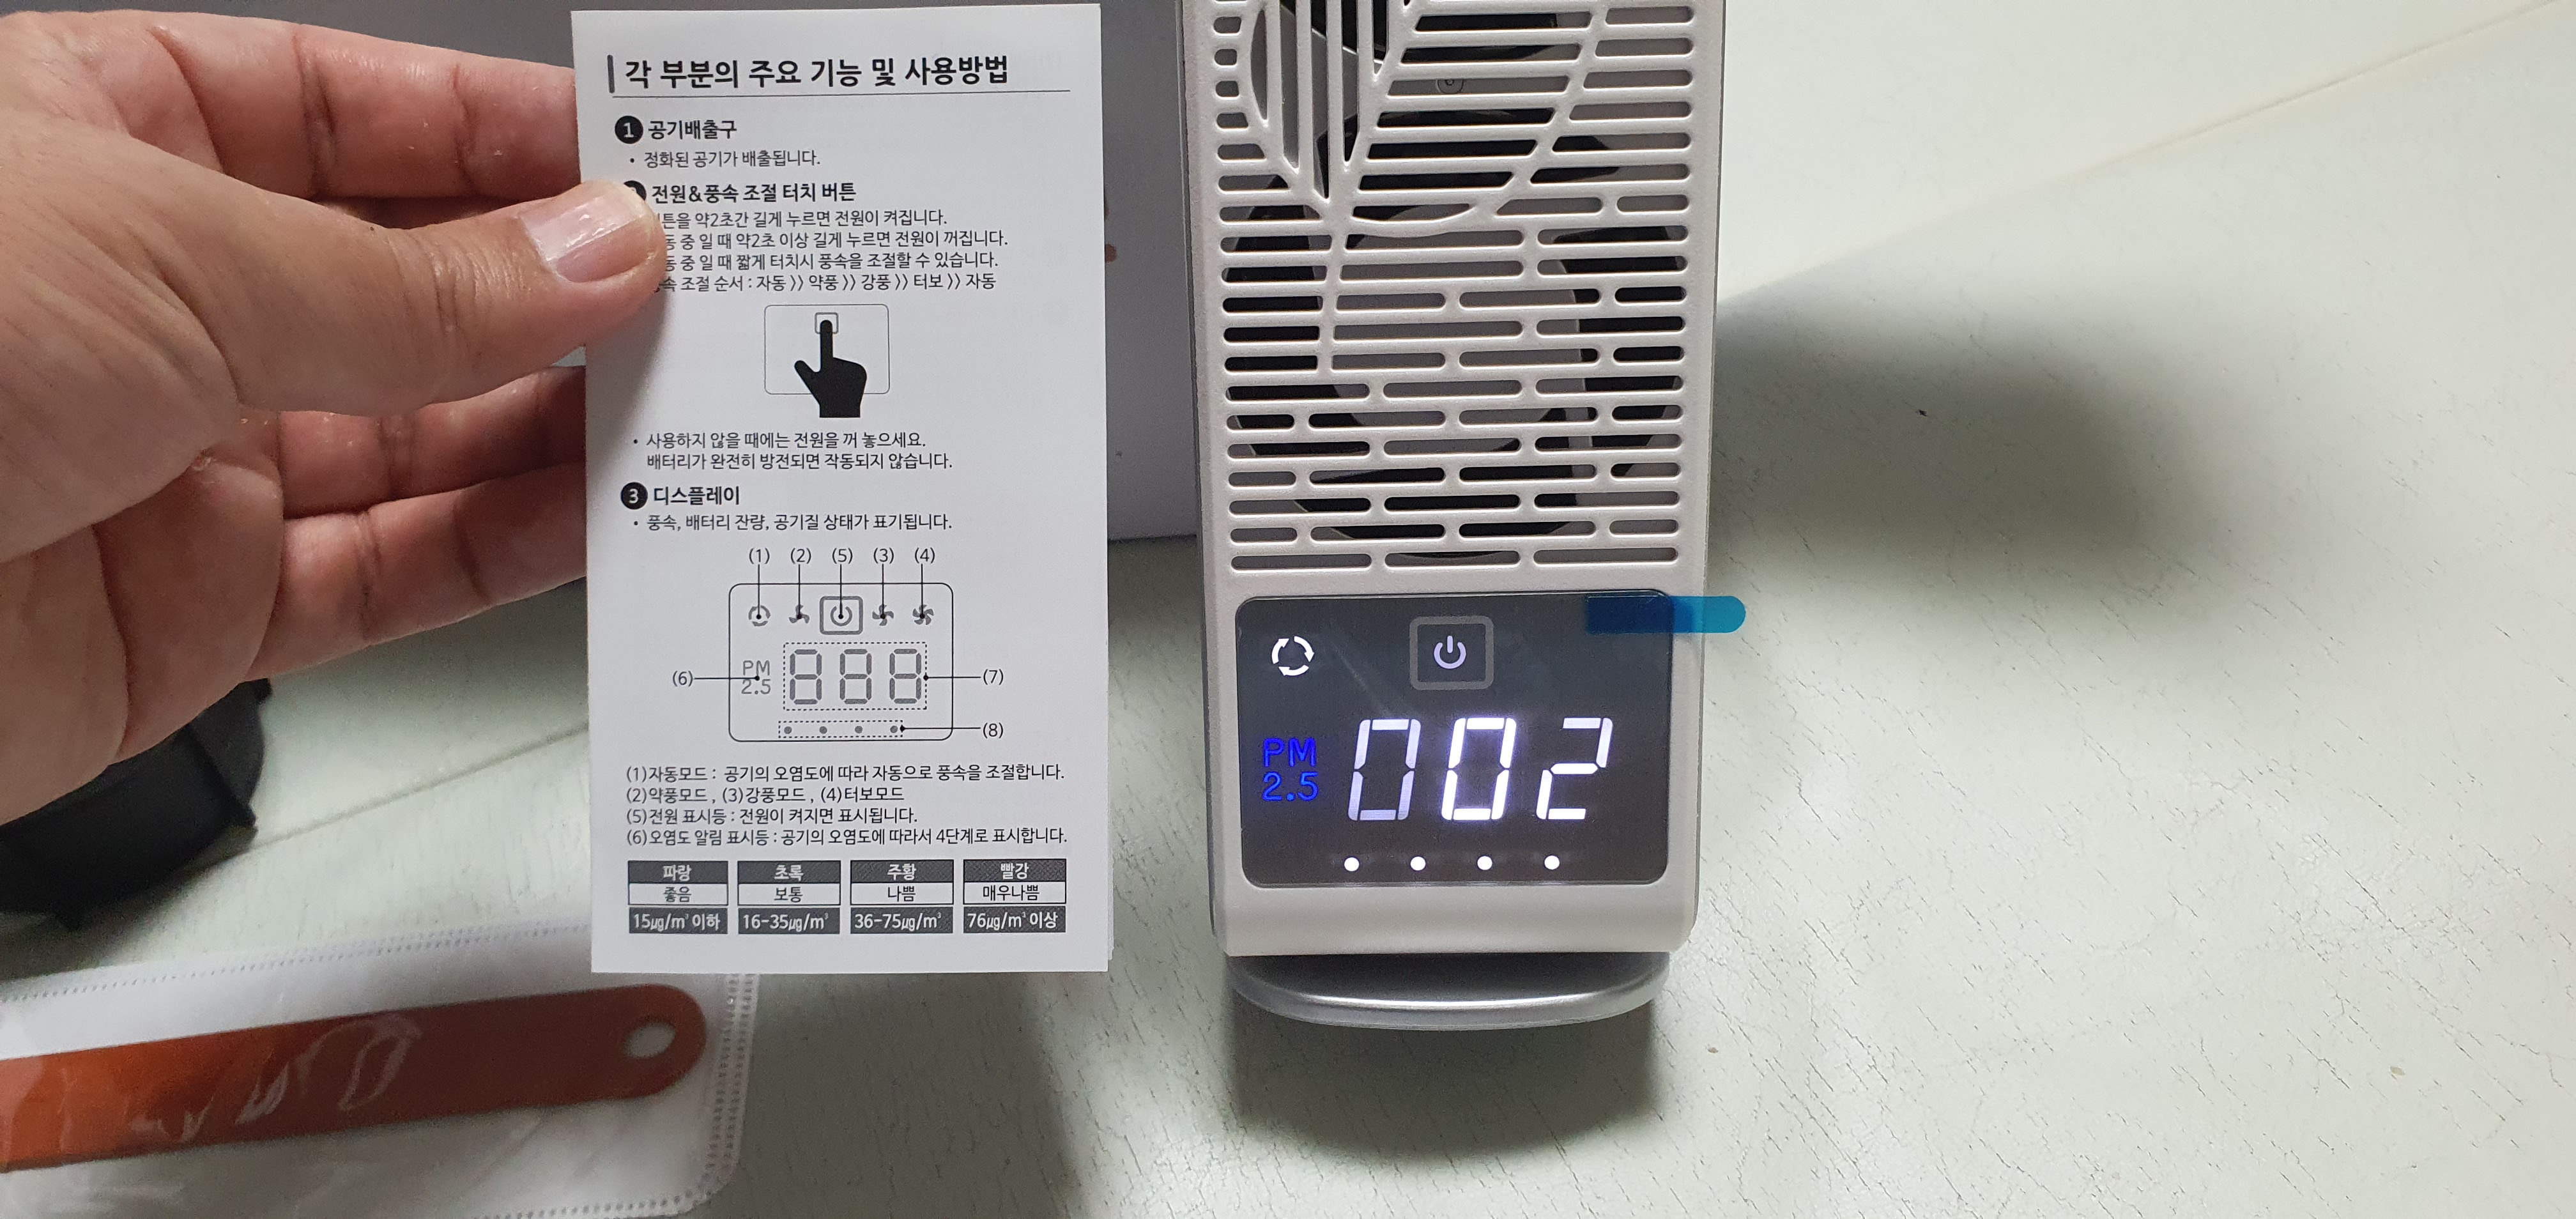 각 부분의 주요 기능 및 사용방법
1 공기배출구
• 정화된 공기가 배출됩니다.
전원&풍속 조절 터치 버튼
튼을 약2초간 길게 누르면 전원이 켜집니다.
동 중 일 때 약2초 이상 길게 누르면 전원이 꺼집니다.
동 중 일 때 짧게 터치시 풍속을 조절할 수 있습니다.
속 조절 순서 : 자동 》 약풍 》 강풍 》 터보 》 자동
• 사용하지 않을 때에는 전원을 꺼 놓으세요.
배터리가 완전히 방전되면 작동되지 않습니다.
3 디스플레이
• 풍속, 배터리 잔량, 공기질 상태가 표기됩니다.
(1) (2) (5) (3) (4)
(6) PM 2.5 888 (7)
(8)
(1)자동모드 : 공기의 오염도에 따라 자동으로 풍속을 조절합니다.
(2)약풍모드 , (3)강풍모드 , (4)터보모드
(5)전원 표시등 : 전원이 켜지면 표시됩니다.
(6)오염도 알림 표시등 : 공기의 오염도에 따라서 4단계로 표시합니다.
파랑 초록 주황 빨강
좋음 보통 나쁨 매우나쁨
15㎍/m³ 이하 16-35㎍/m³ 36-75㎍/m³ 76㎍/m³ 이상
PM
2.5
002